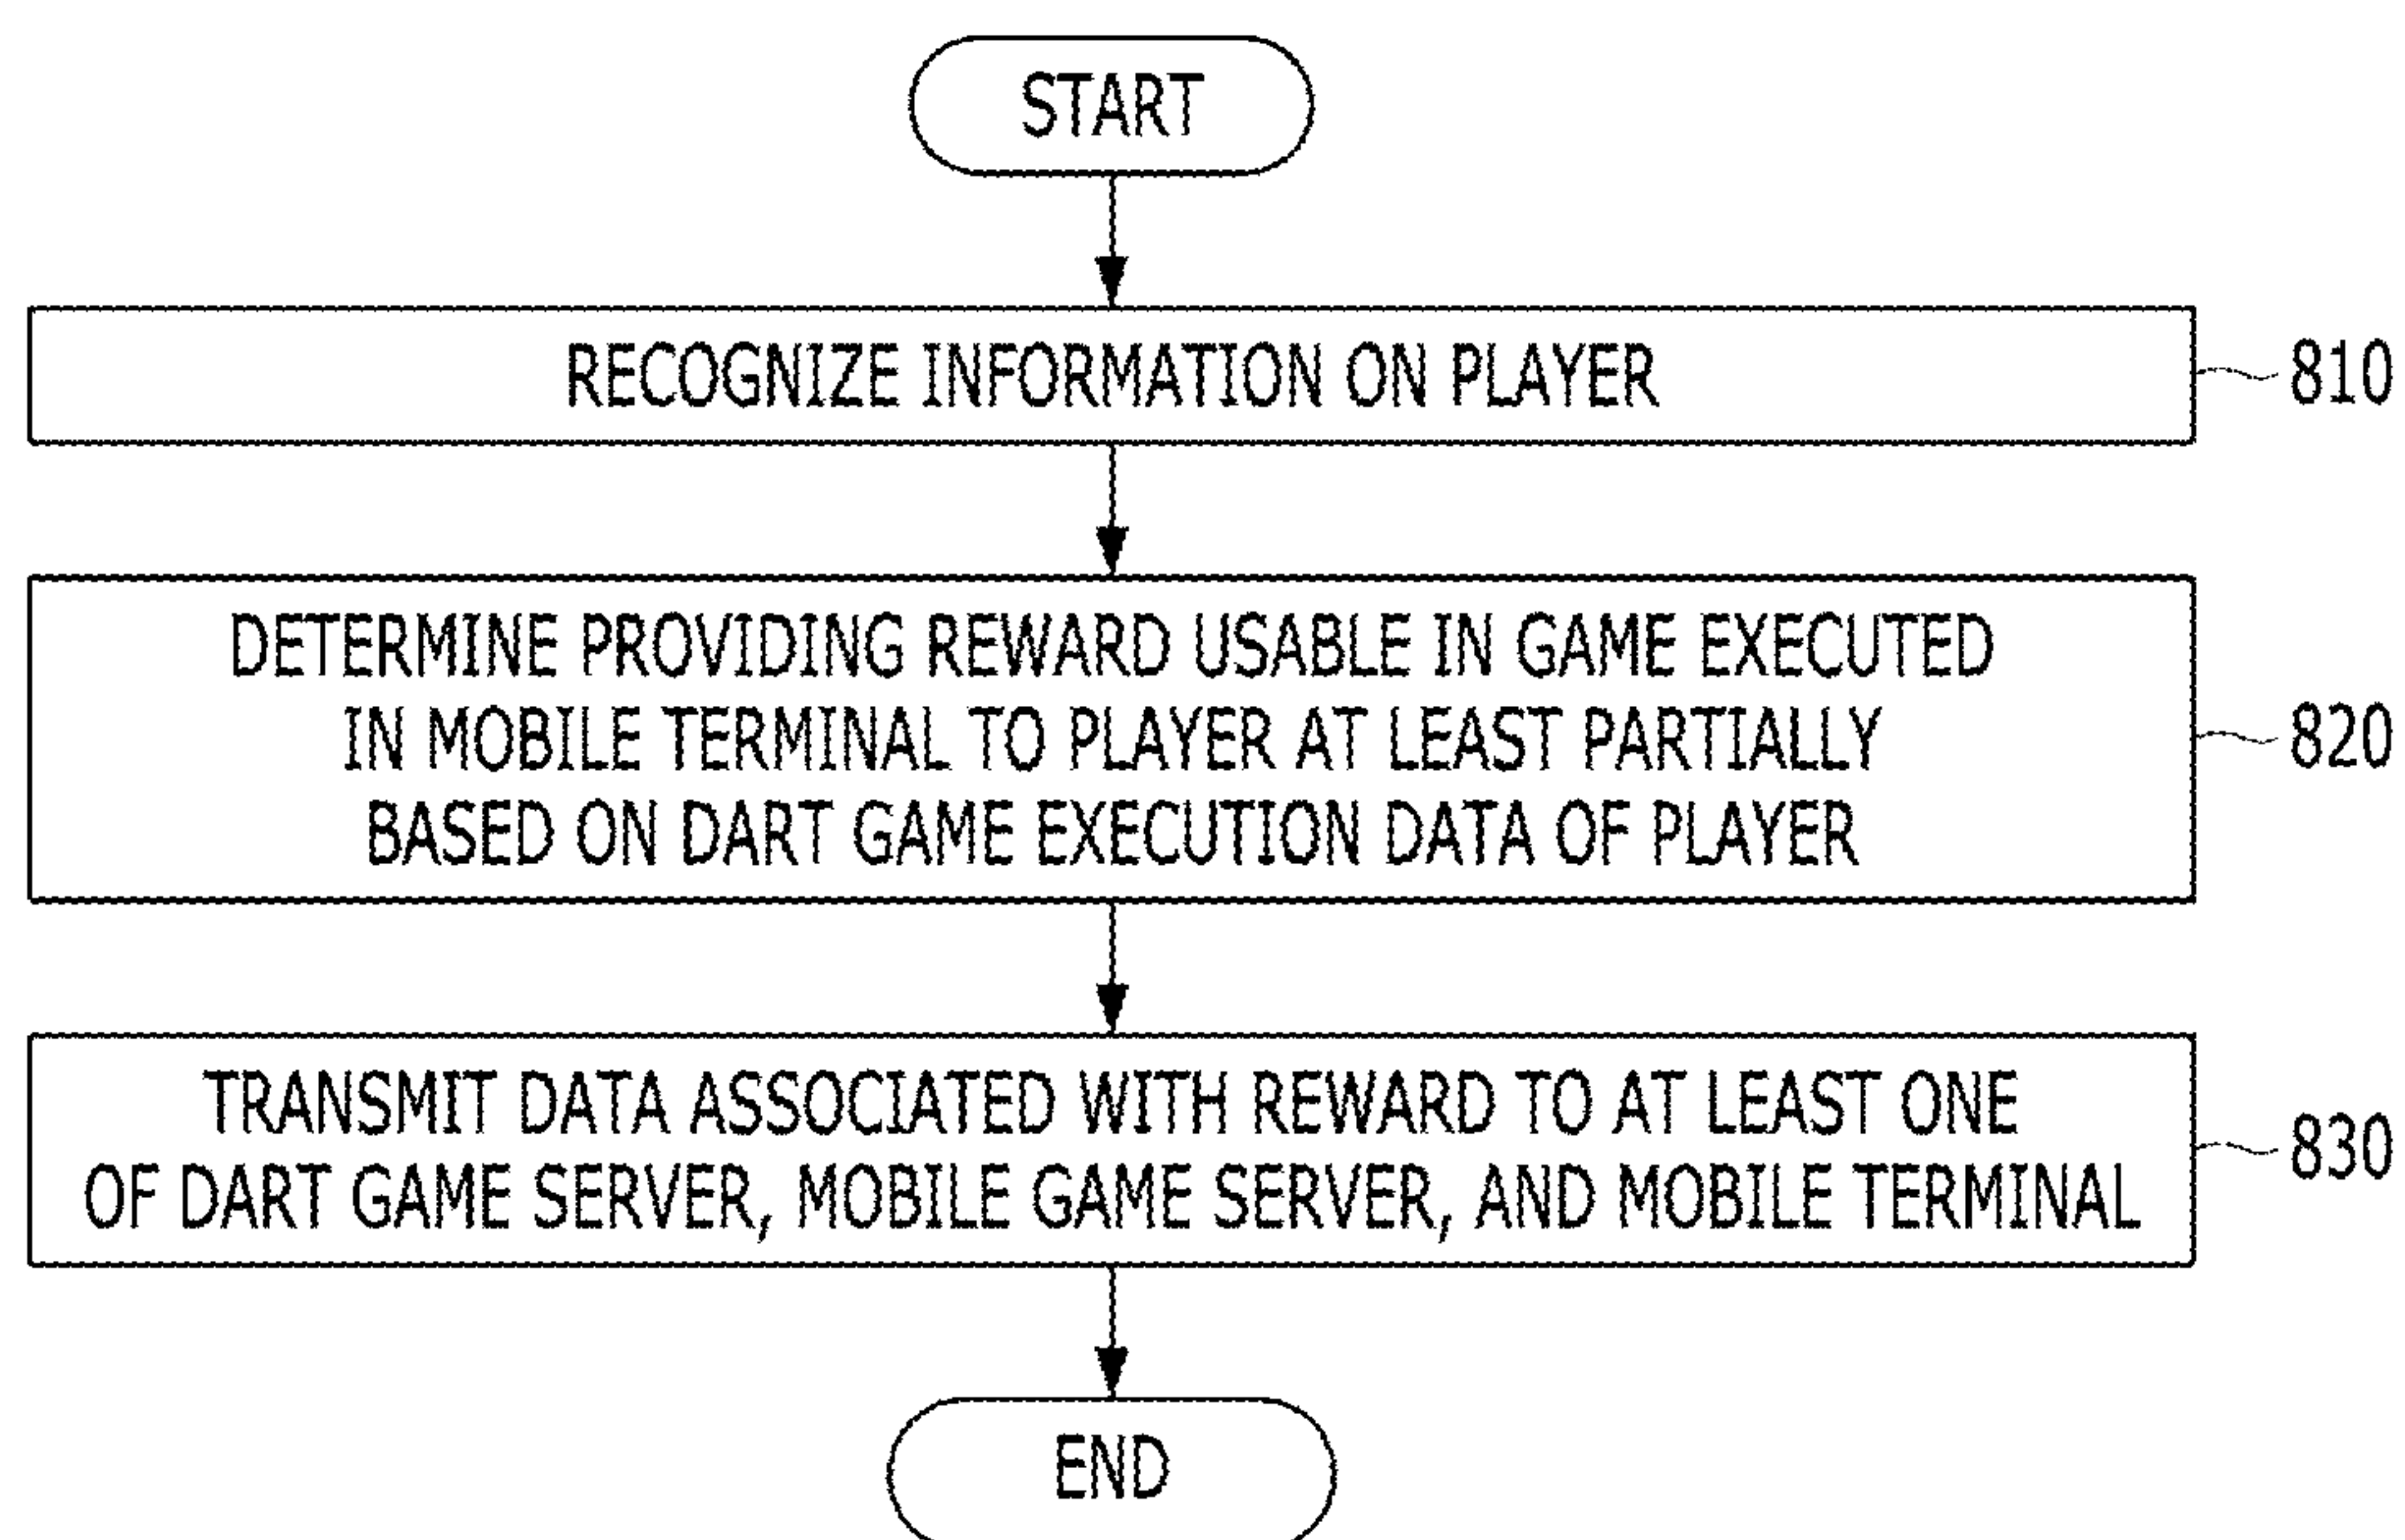 START
RECOGNIZE INFORMATION ON PLAYER
810
DETERMINE PROVIDING REWARD USABLE IN GAME EXECUTED
IN MOBILE TERMINAL TO PLAYER AT LEAST PARTIALLY
BASED ON DART GAME EXECUTION DATA OF PLAYER
820
TRANSMIT DATA ASSOCIATED WITH REWARD TO AT LEAST ONE
OF DART GAME SERVER, MOBILE GAME SERVER, AND MOBILE TERMINAL
830
END